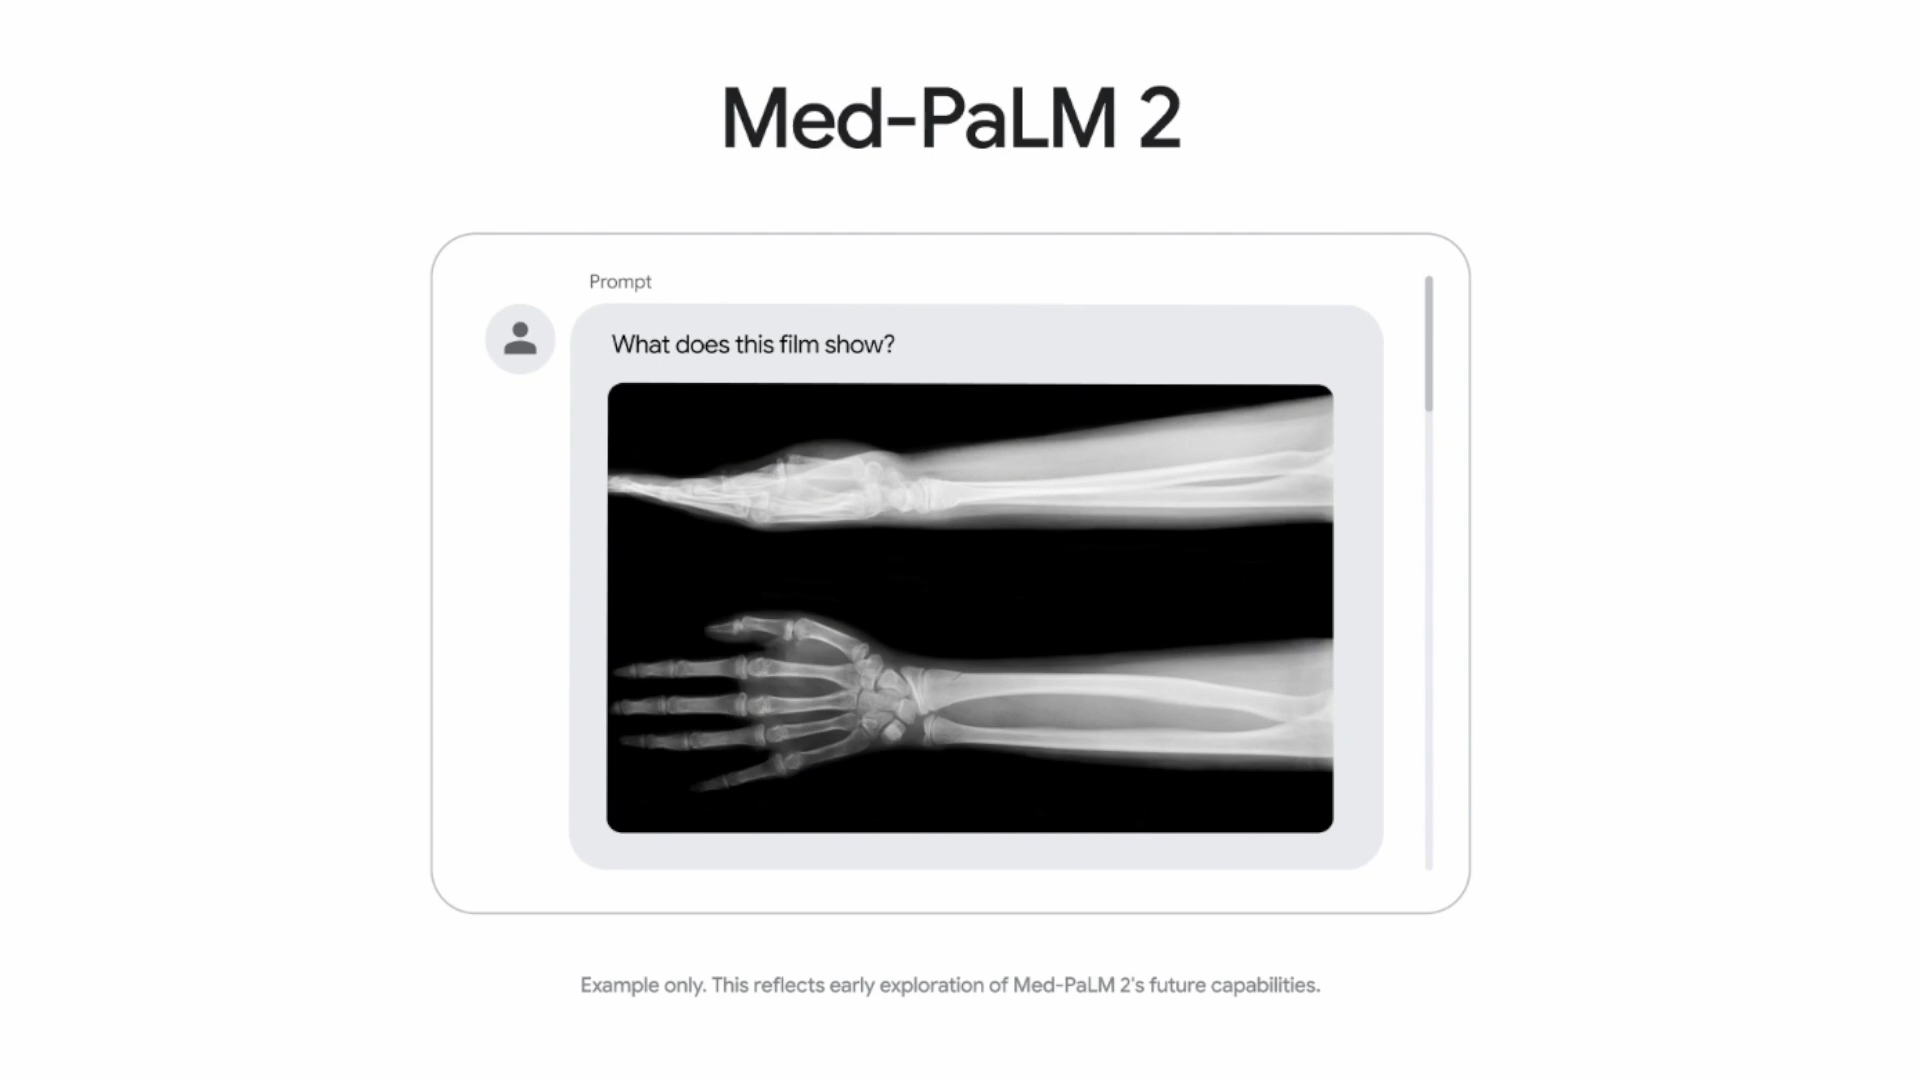 Med-PaLM 2
Prompt
What does this film show?
Example only. This reflects early exploration of Med-PaLM 2's future capabilities.